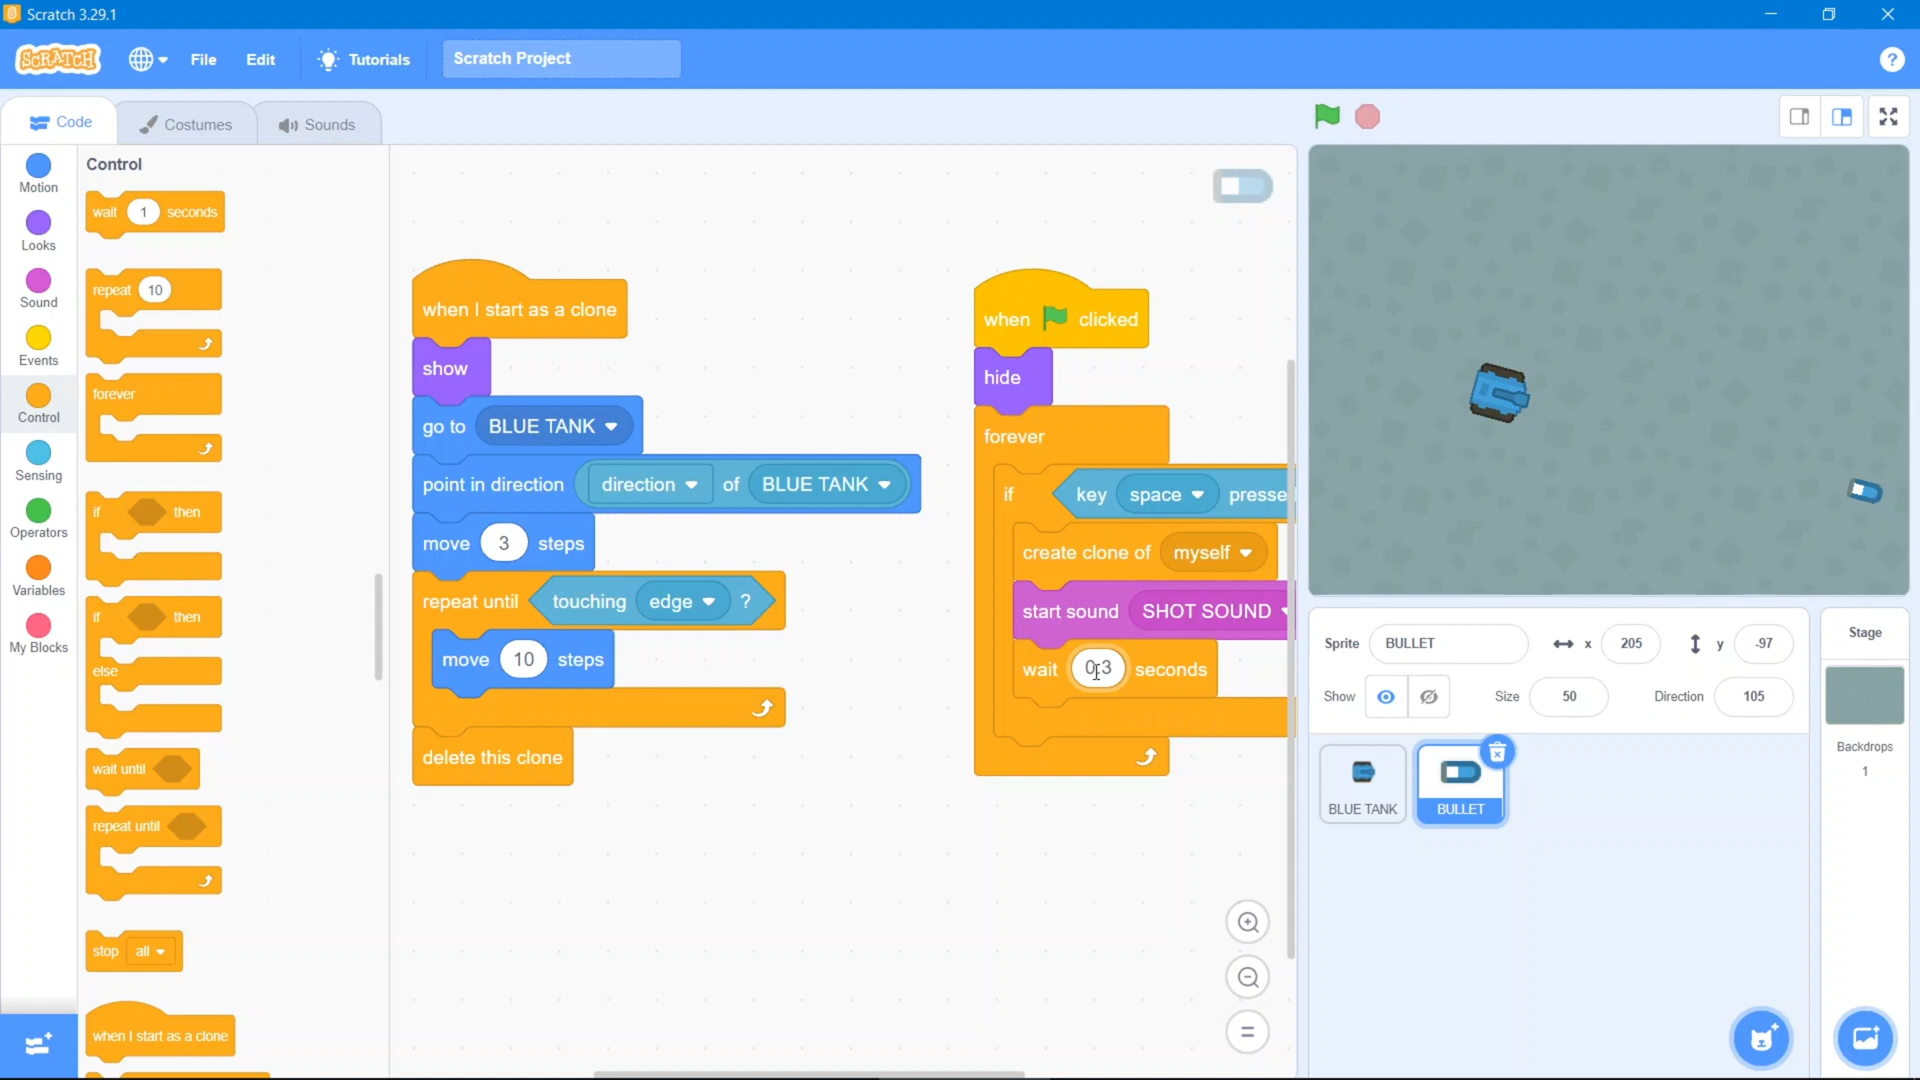 Scratch 3.29.1
SCRATCH
File
Edit
Tutorials
Scratch Project
?
Code
Costumes
Sounds
Motion
Looks
Sound
Events
Control
Sensing
Operators
Variables
My Blocks
Control
wait 1 seconds
repeat 10
forever
if then
if then
else
wait until
repeat until
stop all
when I start as a clone
when I start as a clone
show
go to BLUE TANK
point in direction direction of BLUE TANK
move 3 steps
repeat until touching edge ?
move 10 steps
delete this clone
when clicked
hide
forever
if key space presse
create clone of myself
start sound SHOT SOUND
wait 0.3 seconds
Sprite BULLET x 205 y -97
Show Size 50 Direction 105
BLUE TANK
BULLET
Stage
Backdrops
1